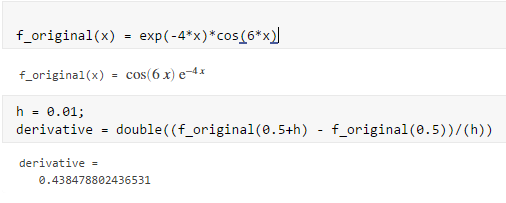 f_original(x) = exp(-4*x)*cos(6*x)
f_original(x) = cos(6 x) e^-4 x
h = 0.01;
derivative = double((f_original(0.5+h) - f_original(0.5))/(h))
derivative =
0.438478802436531